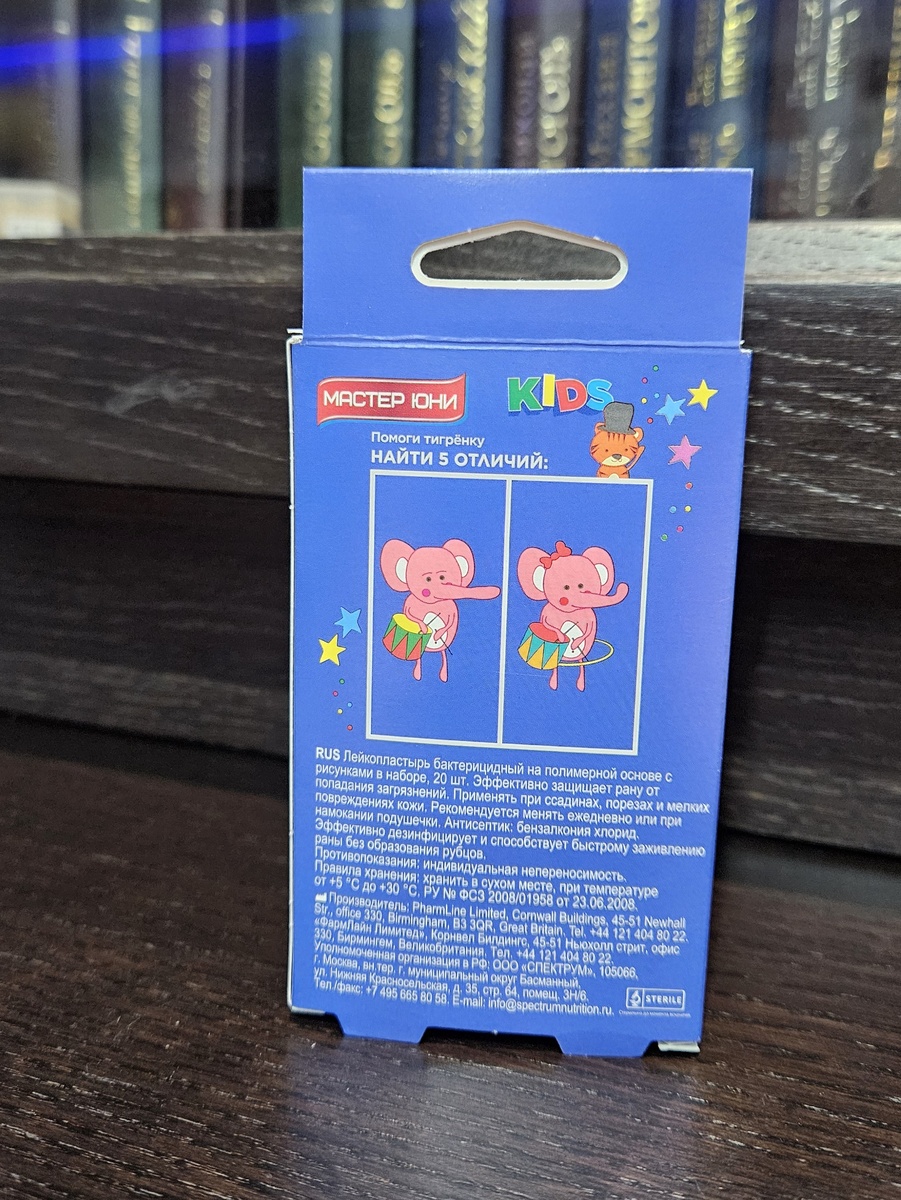 МАСТЕР ЮНИ
KIDS
Помоги тигрёнку
НАЙТИ 5 ОТЛИЧИЙ:
RUS Лейкопластырь бактерицидный на полимерной основе с
рисунками в наборе, 20 шт. Эффективно защищает рану от
попадания загрязнений. Применять при ссадинах, порезах и мелких
повреждениях кожи. Рекомендуется менять ежедневно или при
намокании подушечки. Антисептик: бензалкония хлорид.
Эффективно дезинфицирует и способствует быстрому заживлению
раны без образования рубцов.
Противопоказания: индивидуальная непереносимость.
Правила хранения: хранить в сухом месте, при температуре
от +5 °C до +30 °C. РУ № ФСЗ 2008/01958 от 23.06.2008.
Производитель: PharmLine Limited, Cornwall Buildings, 45-51 Newhall
Str., office 330, Birmingham, B3 3QR, Great Britain. Tel. +44 121 404 80 22.
«ФармЛайн Лимитед», Корнвел Билдингс, 45-51 Ньюхолл стрит, офис
330, Бирмингем, Великобритания. Тел. +44 121 404 80 22.
Уполномоченная организация в РФ: ООО «СПЕКТРУМ», 105066,
г. Москва, вн.тер. г. муниципальный округ Басманный,
ул. Нижняя Красносельская, д. 35, стр. 64, помещ. 3Н/6.
Тел./факс: +7 495 665 80 58. E-mail: info@spectrumnutrition.ru.
STERILE